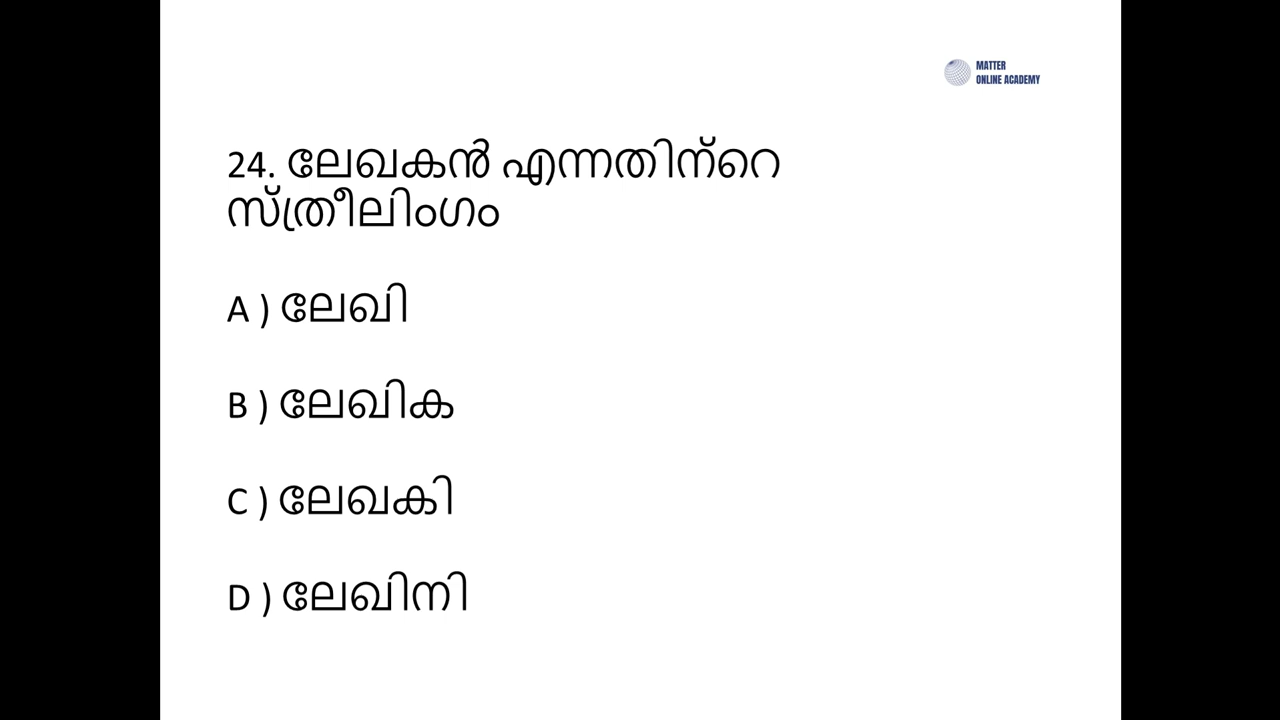 MATTER
ONLINE ACADEMY
24. ലേഖകൻ എന്നതിന്റെ
സ്ത്രീലിംഗം
A ) ലേഖി
B ) ലേഖിക
C ) ലേഖകി
D ) ലേഖിനി